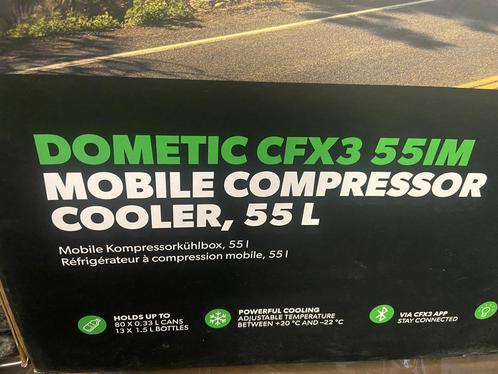 DOMETIC CFX3 55IM
MOBILE COMPRESSOR
COOLER, 55 L
Mobile Kompressorkühlbox, 55 l
Réfrigérateur à compression mobile, 55 l
HOLDS UP TO
80 X 0.33 L CANS
13 X 1.5 L BOTTLES
POWERFUL COOLING
ADJUSTABLE TEMPERATURE
BETWEEN +20 °C AND –22 °C
VIA CFX3 APP
STAY CONNECTED